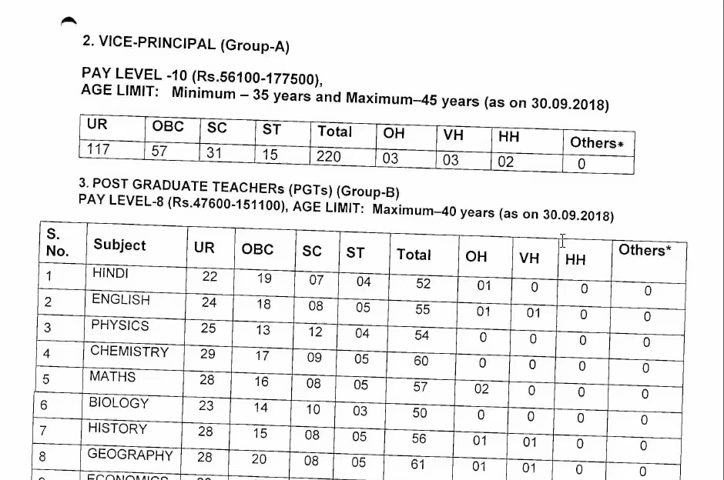 2. VICE-PRINCIPAL (Group-A)
PAY LEVEL -10 (Rs.56100-177500),
AGE LIMIT: Minimum – 35 years and Maximum–45 years (as on 30.09.2018)
UR OBC SC ST Total OH VH HH Others*
117 57 31 15 220 03 03 02 0
3. POST GRADUATE TEACHERs (PGTs) (Group-B)
PAY LEVEL-8 (Rs.47600-151100), AGE LIMIT: Maximum–40 years (as on 30.09.2018)
S. No. Subject UR OBC SC ST Total OH VH HH Others*
1 HINDI 22 19 07 04 52 01 0 0 0
2 ENGLISH 24 18 08 05 55 01 01 0 0
3 PHYSICS 25 13 12 04 54 0 0 0 0
4 CHEMISTRY 29 17 09 05 60 0 0 0 0
5 MATHS 28 16 08 05 57 02 0 0 0
6 BIOLOGY 23 14 10 03 50 0 0 0 0
7 HISTORY 28 15 08 05 56 01 01 0 0
8 GEOGRAPHY 28 20 08 05 61 01 01 0 0
ECONOMICS